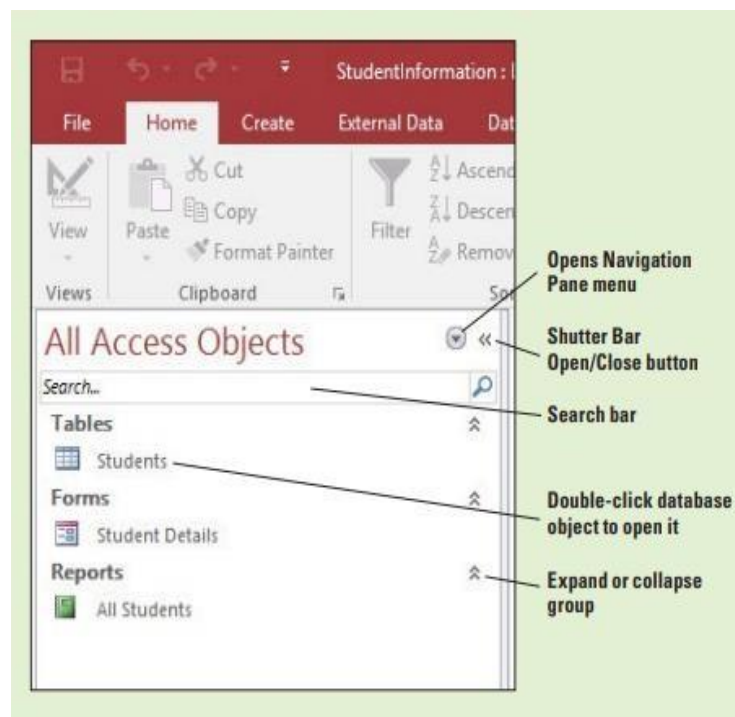 StudentInformation :
File Home Create External Data Dat
View
Paste
Cut
Copy
Format Painter
Filter
Ascend
Descen
Remov
Views Clipboard So
All Access Objects
Search...
Tables
Students
Forms
Student Details
Reports
All Students
Opens Navigation
Pane menu
Shutter Bar
Open/Close button
Search bar
Double-click database
object to open it
Expand or collapse
group